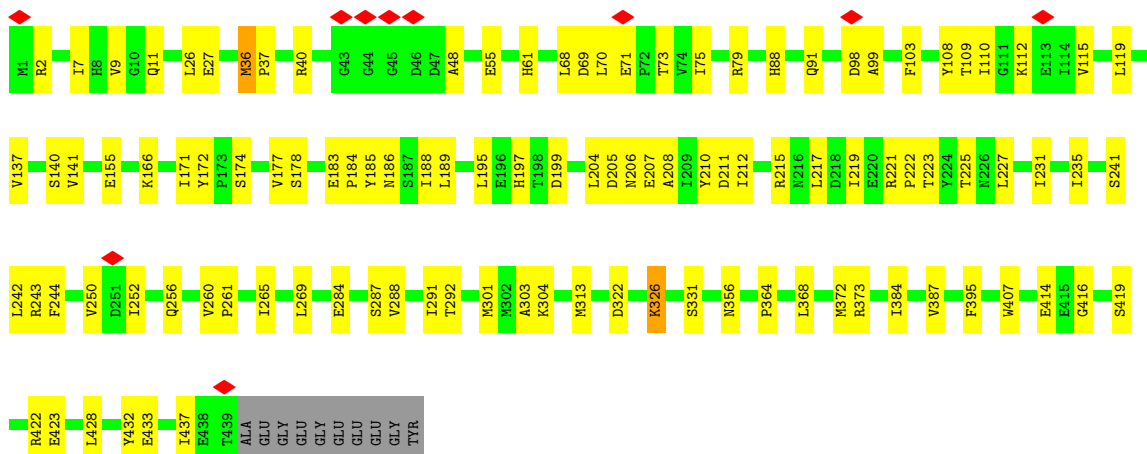 M1 R2 I7 H8 V9 G10 Q11 L26 E27 M36 P37 R40 G43 G44 G45 D46 D47 A48 E55 H61 L68 D69 L70 E71 P72 T73 V74 I75 R79 H88 Q91 D98 A99 F103 Y108 T109 I110 G111 K112 E113 I114 V115 L119
V137 S140 V141 E155 K166 I171 Y172 P173 S174 V177 S178 E183 P184 Y185 N186 S187 I188 L189 L195 E196 H197 T198 D199 L204 D205 N206 E207 A208 I209 Y210 D211 I212 R215 N216 L217 D218 I219 E220 R221 P222 T223 Y224 T225 N226 L227 I231 I235 S241
L242 R243 F244 V250 D251 I252 Q256 V260 P261 I265 L269 E284 S287 V288 I291 T292 M301 M302 A303 K304 M313 D322 K326 S331 N356 P364 L368 M372 R373 I384 V387 F395 W407 E414 E415 G416 S419
R422 E423 L428 Y432 E433 I437 E438 T439 ALA GLU GLY GLU GLY GLU GLU GLU GLY TYR